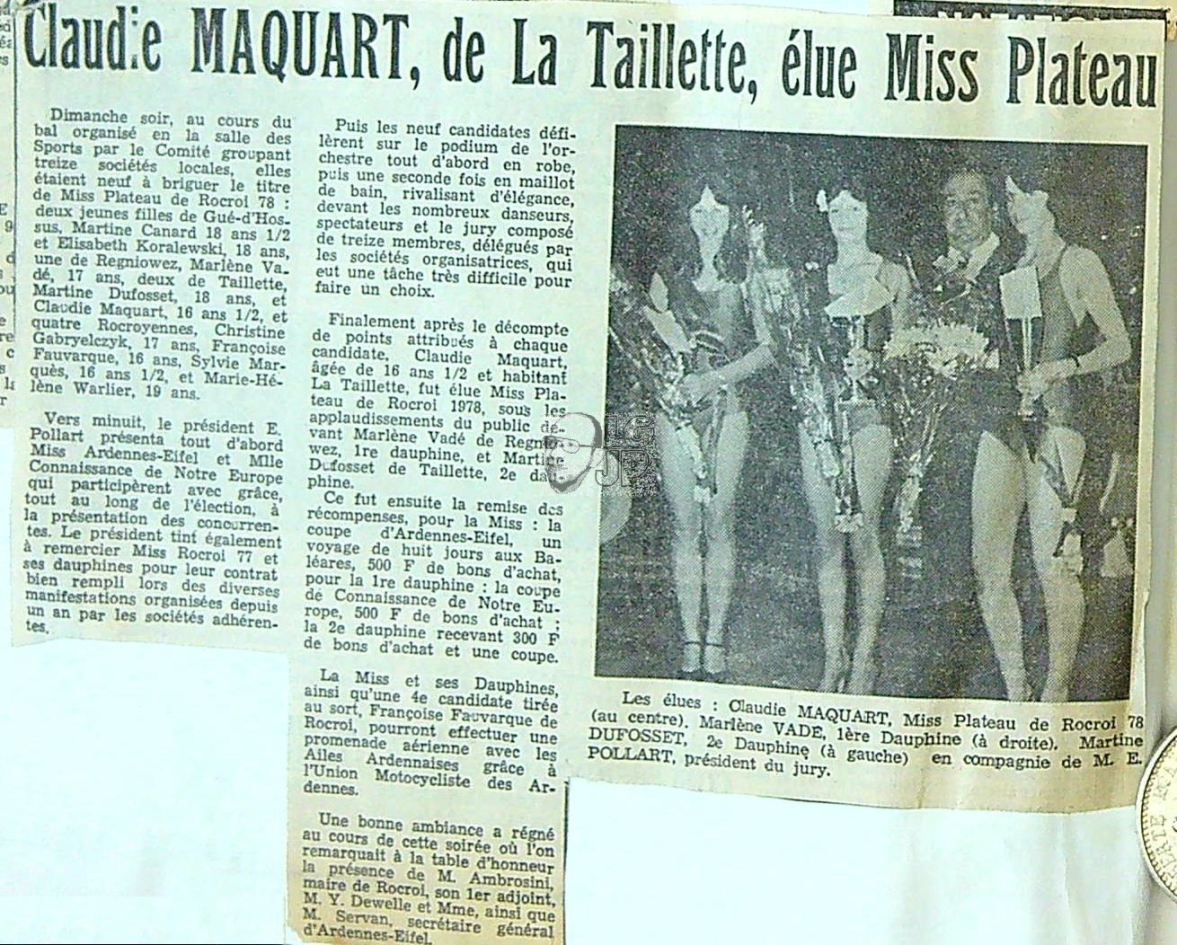 Claudie MAQUART, de La Taillette, élue Miss Plateau
Dimanche soir, au cours du
bal organisé en la salle des
Sports par le Comité groupant
treize sociétés locales, elles
étaient neuf à briguer le titre
de Miss Plateau de Rocroi 78 :
deux jeunes filles de Gué-d'Hos-
sus, Martine Canard 18 ans 1/2
et Elisabeth Koralewski, 18 ans,
une de Regniowez, Marlène Va-
dé, 17 ans, deux de Taillette,
Martine Dufosset, 18 ans, et
Claudie Maquart, 16 ans 1/2, et
quatre Rocroyennes, Christine
Gabryelczyk, 17 ans, Françoise
Fauvarque, 16 ans, Sylvie Mar-
quès, 16 ans 1/2, et Marie-Hé-
lène Warlier, 19 ans.
Vers minuit, le président E.
Pollart présenta tout d'abord
Miss Ardennes-Eifel et Mlle
Connaissance de Notre Europe
qui participèrent avec grâce,
tout au long de l'élection, à
la présentation des concurren-
tes. Le président tint également
à remercier Miss Rocroi 77 et
ses dauphines pour leur contrat
bien rempli lors des diverses
manifestations organisées depuis
un an par les sociétés adhéren-
tes.
Puis les neuf candidates défi-
lèrent sur le podium de l'or-
chestre tout d'abord en robe,
puis une seconde fois en maillot
de bain, rivalisant d'élégance,
devant les nombreux danseurs,
spectateurs et le jury composé
de treize membres, délégués par
les sociétés organisatrices, qui
eut une tâche très difficile pour
faire un choix.
Finalement après le décompte
de points attribués à chaque
candidate, Claudie Maquart,
âgée de 16 ans 1/2 et habitant
La Taillette, fut élue Miss Pla-
teau de Rocroi 1978, sous les
applaudissements du public de-
vant Marlène Vadé de Regnio-
wez, 1re dauphine, et Martine
Dufosset de Taillette, 2e dau-
phine.
Ce fut ensuite la remise des
récompenses, pour la Miss : la
coupe d'Ardennes-Eifel, un
voyage de huit jours aux Ba-
léares, 500 F de bons d'achat,
pour la 1re dauphine : la coupe
de Connaissance de Notre Eu-
rope, 500 F de bons d'achat ;
la 2e dauphine recevant 300 F
de bons d'achat et une coupe.
La Miss et ses Dauphines,
ainsi qu'une 4e candidate tirée
au sort, Françoise Fauvarque de
Rocroi, pourront effectuer une
promenade aérienne avec les
Ailes Ardennaises grâce à
l'Union Motocycliste des Ar-
dennes.
Une bonne ambiance a régné
au cours de cette soirée où l'on
remarquait à la table d'honneur
la présence de M. Ambrosini,
maire de Rocroi, son 1er adjoint,
M. Y. Dewelle et Mme, ainsi que
M. Servan, secrétaire général
d'Ardennes-Eifel.
Les élues : Claudie MAQUART, Miss Plateau de Rocroi 78
(au centre). Marlène VADE, 1ère Dauphine (à droite). Martine
DUFOSSET, 2e Dauphine (à gauche) en compagnie de M. E.
POLLART, président du jury.